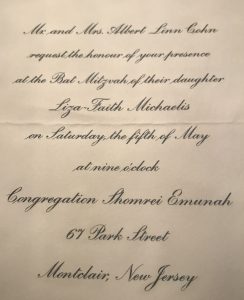 Mr. and Mrs. Albert Linn Cohn
request the honour of your presence
at the Bat Mitzvah of their daughter
Liza-Faith Michaelis
on Saturday, the fifth of May
at nine o'clock
Congregation Shomrei Emunah
67 Park Street
Montclair, New Jersey